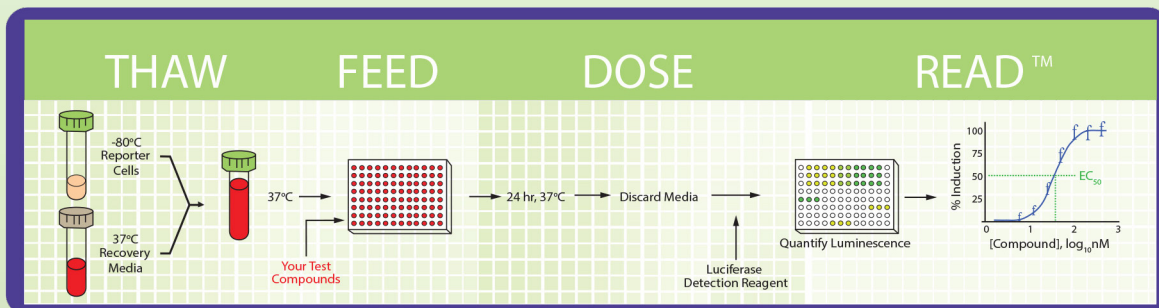 THAW
FEED
DOSE
READ™
-80°C
Reporter
Cells
37°C
Recovery
Media
37°C
Your Test
Compounds
24 hr, 37°C
Discard Media
Luciferase
Detection Reagent
Quantify Luminescence
% Induction
100
75
50
25
EC50
0
1
2
3
[Compound], log10nM